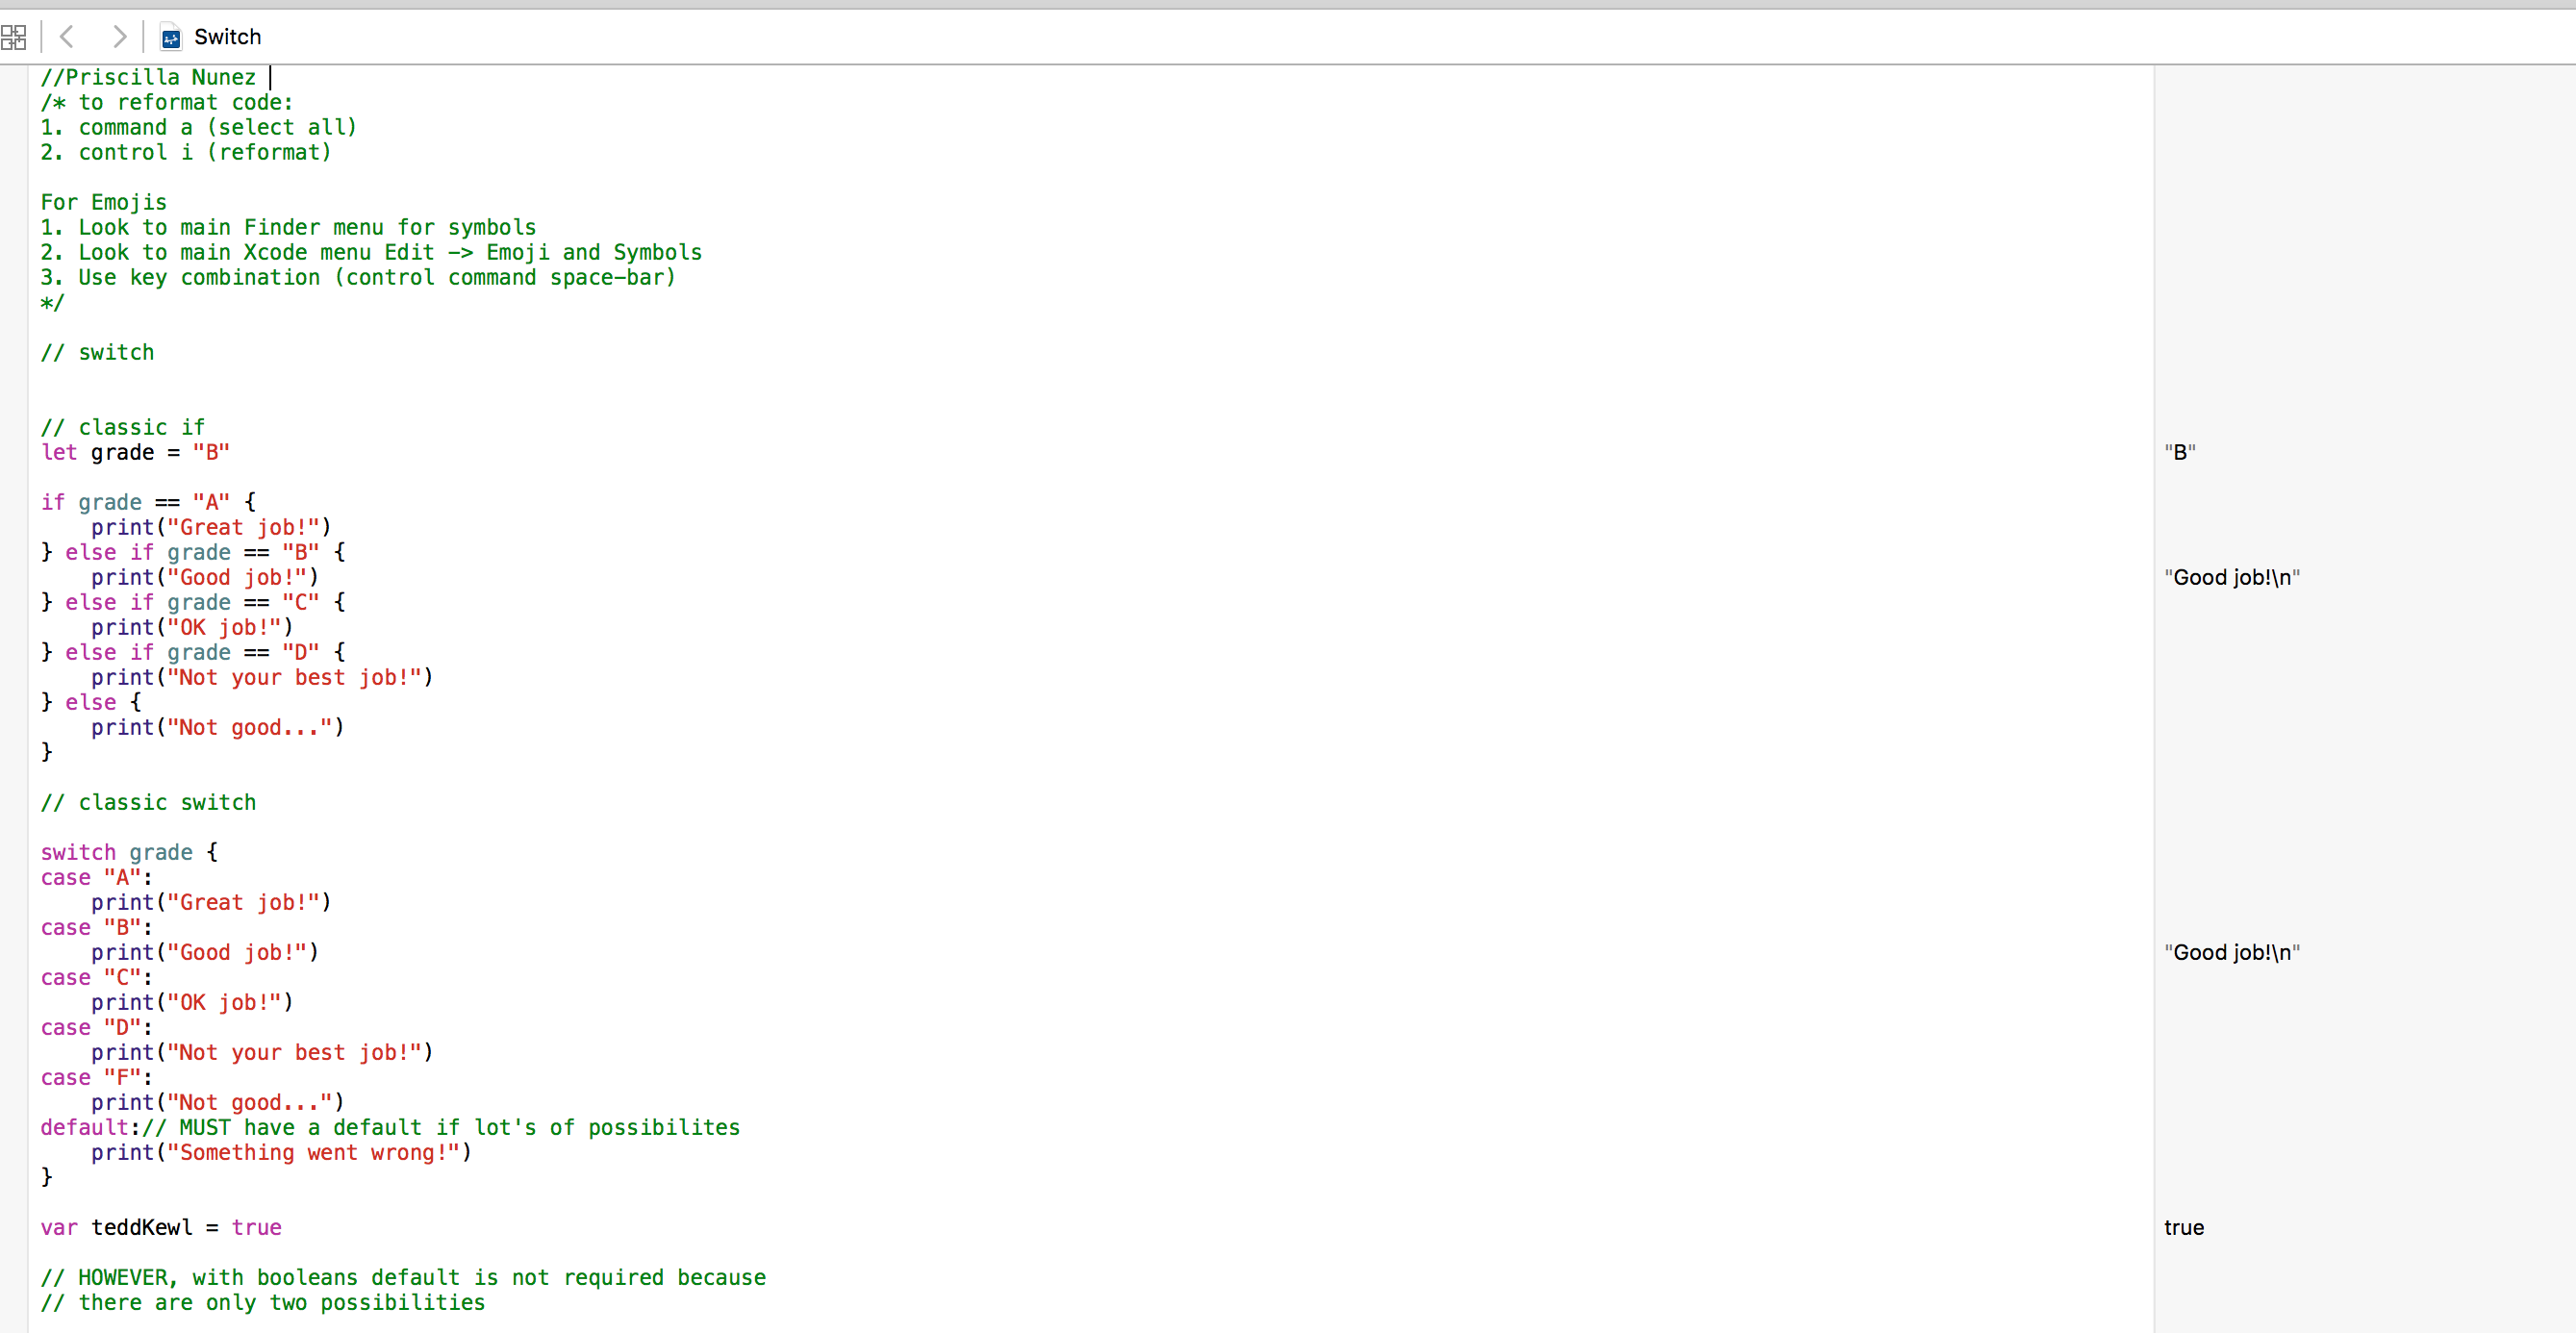 Switch
//Priscilla Nunez
/* to reformat code:
1. command a (select all)
2. control i (reformat)
For Emojis
1. Look to main Finder menu for symbols
2. Look to main Xcode menu Edit -> Emoji and Symbols
3. Use key combination (control command space-bar)
*/
// switch
// classic if
let grade = "B" "B"
if grade == "A" {
    print("Great job!")
} else if grade == "B" {
    print("Good job!") "Good job!\n"
} else if grade == "C" {
    print("OK job!")
} else if grade == "D" {
    print("Not your best job!")
} else {
    print("Not good...")
}
// classic switch
switch grade {
case "A":
    print("Great job!")
case "B":
    print("Good job!") "Good job!\n"
case "C":
    print("OK job!")
case "D":
    print("Not your best job!")
case "F":
    print("Not good...")
default:// MUST have a default if lot's of possibilites
    print("Something went wrong!")
}
var teddKewl = true true
// HOWEVER, with booleans default is not required because
// there are only two possibilities